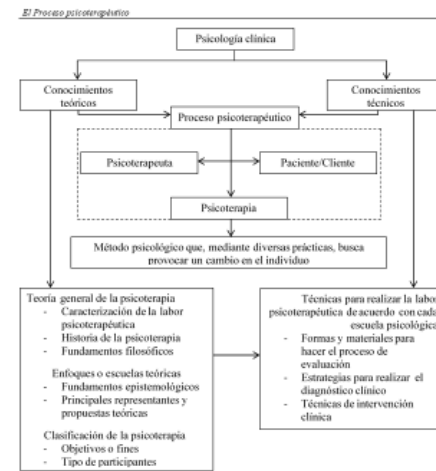 El Proceso psicoterapéutico
Psicología clínica
Conocimientos
teóricos
Conocimientos
técnicos
Proceso psicoterapéutico
Psicoterapeuta
Paciente/Cliente
Psicoterapia
Método psicológico que, mediante diversas prácticas, busca
provocar un cambio en el individuo
Teoría general de la psicoterapia
- Caracterización de la labor
psicoterapéutica
- Historia de la psicoterapia
- Fundamentos filosóficos
Enfoques o escuelas teóricas
- Fundamentos epistemológicos
- Principales representantes y
propuestas teóricas
Clasificación de la psicoterapia
- Objetivos o fines
- Tipo de participantes
Técnicas para realizar la labor
psicoterapéutica de acuerdo con cada
escuela psicológica
- Formas y materiales para
hacer el proceso de
evaluación
- Estrategias para realizar el
diagnóstico clínico
- Técnicas de intervención
clínica